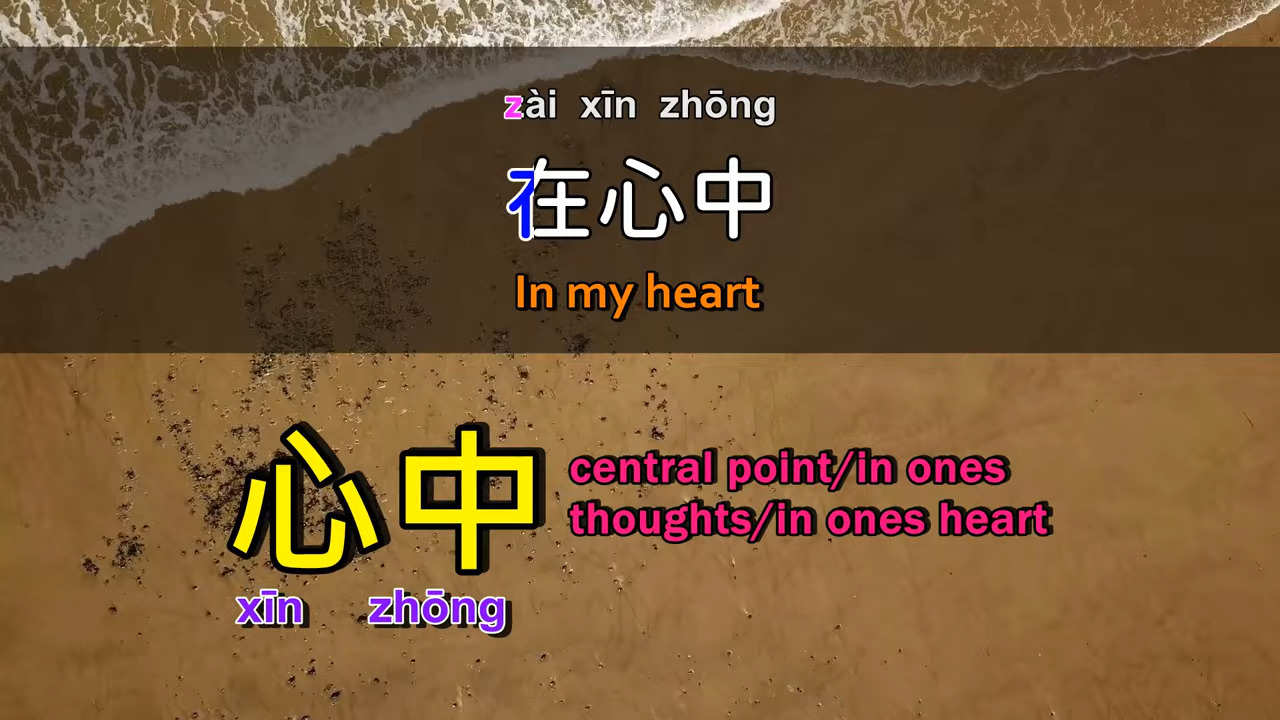 zài xīn zhōng
在心中
In my heart
心中
central point/in ones
thoughts/in ones heart
xīn zhōng